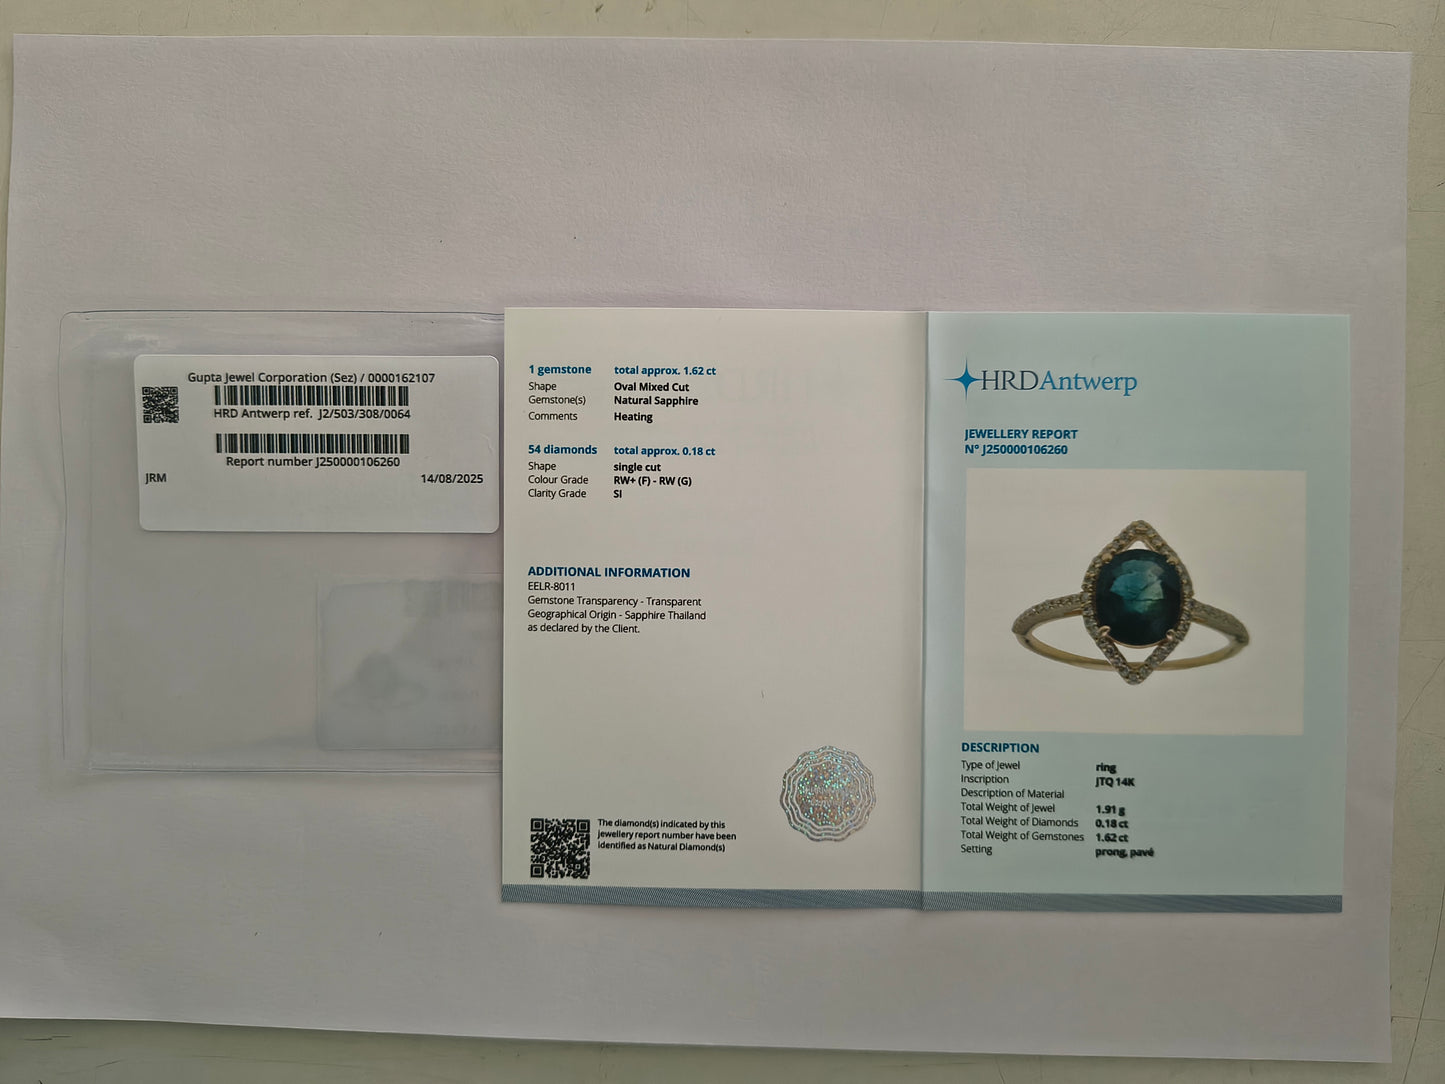 Gupta Jewel Corporation (Sez) / 0000162107
HRD Antwerp ref. J2/503/308/0064
Report number J250000106260
JRM 14/08/2025
1 gemstone total approx. 1.62 ct
Shape Oval Mixed Cut
Gemstone(s) Natural Sapphire
Comments Heating
54 diamonds total approx. 0.18 ct
Shape single cut
Colour Grade RW+ (F) - RW (G)
Clarity Grade SI
ADDITIONAL INFORMATION
EELR-8011
Gemstone Transparency - Transparent
Geographical Origin - Sapphire Thailand
as declared by the Client.
The diamond(s) indicated by this
jewellery report number have been
identified as Natural Diamond(s)
HRDAntwerp
JEWELLERY REPORT
N° J250000106260
DESCRIPTION
Type of Jewel ring
Inscription JTQ 14K
Description of Material
Total Weight of Jewel 1.91 g
Total Weight of Diamonds 0.18 ct
Total Weight of Gemstones 1.62 ct
Setting prong, pavé